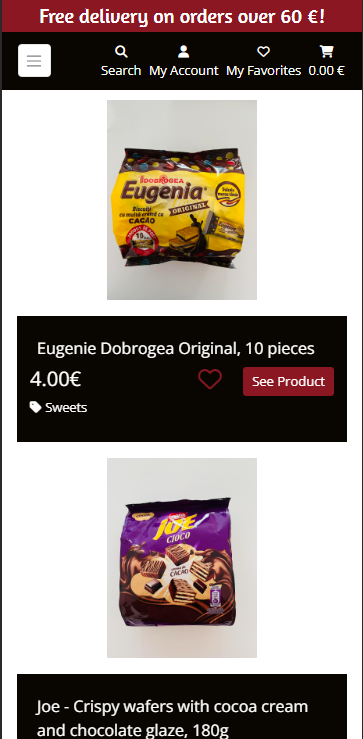 Free delivery on orders over 60 €!
Search My Account My Favorites 0.00 €
DOBROGEA
Eugenia
ORIGINAL
Biscuiți
cu multă cremă cu
CACAO
10
Eugenie Dobrogea Original, 10 pieces
4.00€
See Product
Sweets
JOE
CIOCO
CACAO
Joe - Crispy wafers with cocoa cream
and chocolate glaze, 180g